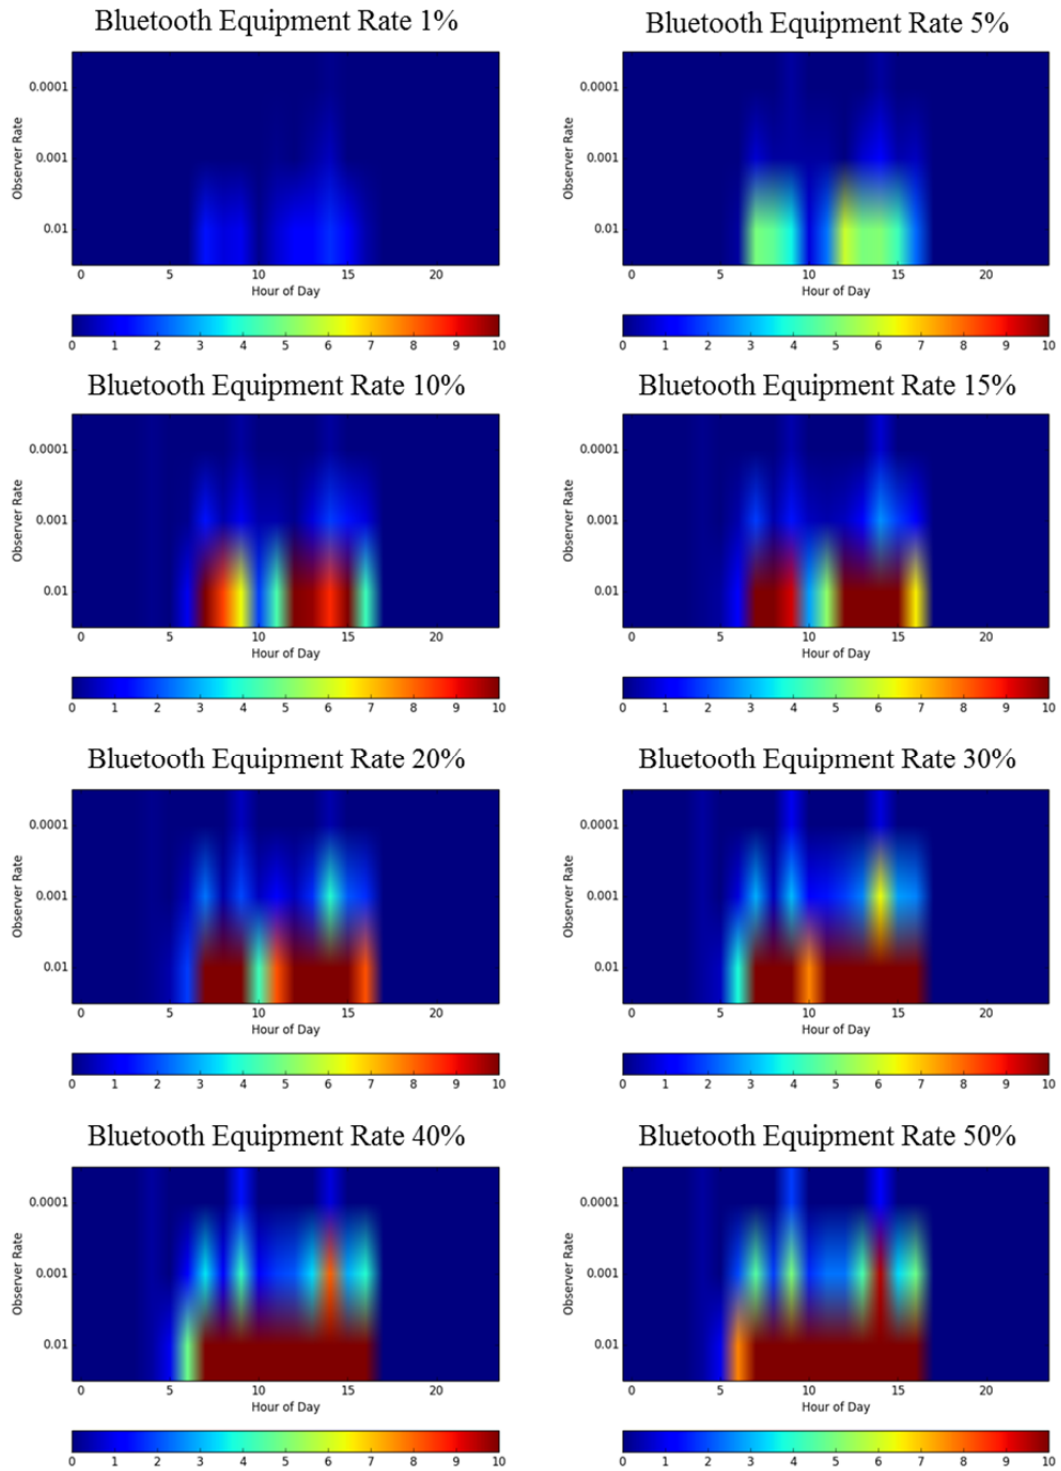 Bluetooth Equipment Rate 1%
0.0001
0.001
0.01
Observer Rate
0 5 10 15 20
Hour of Day
0 1 2 3 4 5 6 7 8 9 10
Bluetooth Equipment Rate 5%
0.0001
0.001
0.01
Observer Rate
0 5 10 15 20
Hour of Day
0 1 2 3 4 5 6 7 8 9 10
Bluetooth Equipment Rate 10%
0.0001
0.001
0.01
Observer Rate
0 5 10 15 20
Hour of Day
0 1 2 3 4 5 6 7 8 9 10
Bluetooth Equipment Rate 15%
0.0001
0.001
0.01
Observer Rate
0 5 10 15 20
Hour of Day
0 1 2 3 4 5 6 7 8 9 10
Bluetooth Equipment Rate 20%
0.0001
0.001
0.01
Observer Rate
0 5 10 15 20
Hour of Day
0 1 2 3 4 5 6 7 8 9 10
Bluetooth Equipment Rate 30%
0.0001
0.001
0.01
Observer Rate
0 5 10 15 20
Hour of Day
0 1 2 3 4 5 6 7 8 9 10
Bluetooth Equipment Rate 40%
0.0001
0.001
0.01
Observer Rate
0 5 10 15 20
Hour of Day
0 1 2 3 4 5 6 7 8 9 10
Bluetooth Equipment Rate 50%
0.0001
0.001
0.01
Observer Rate
0 5 10 15 20
Hour of Day
0 1 2 3 4 5 6 7 8 9 10